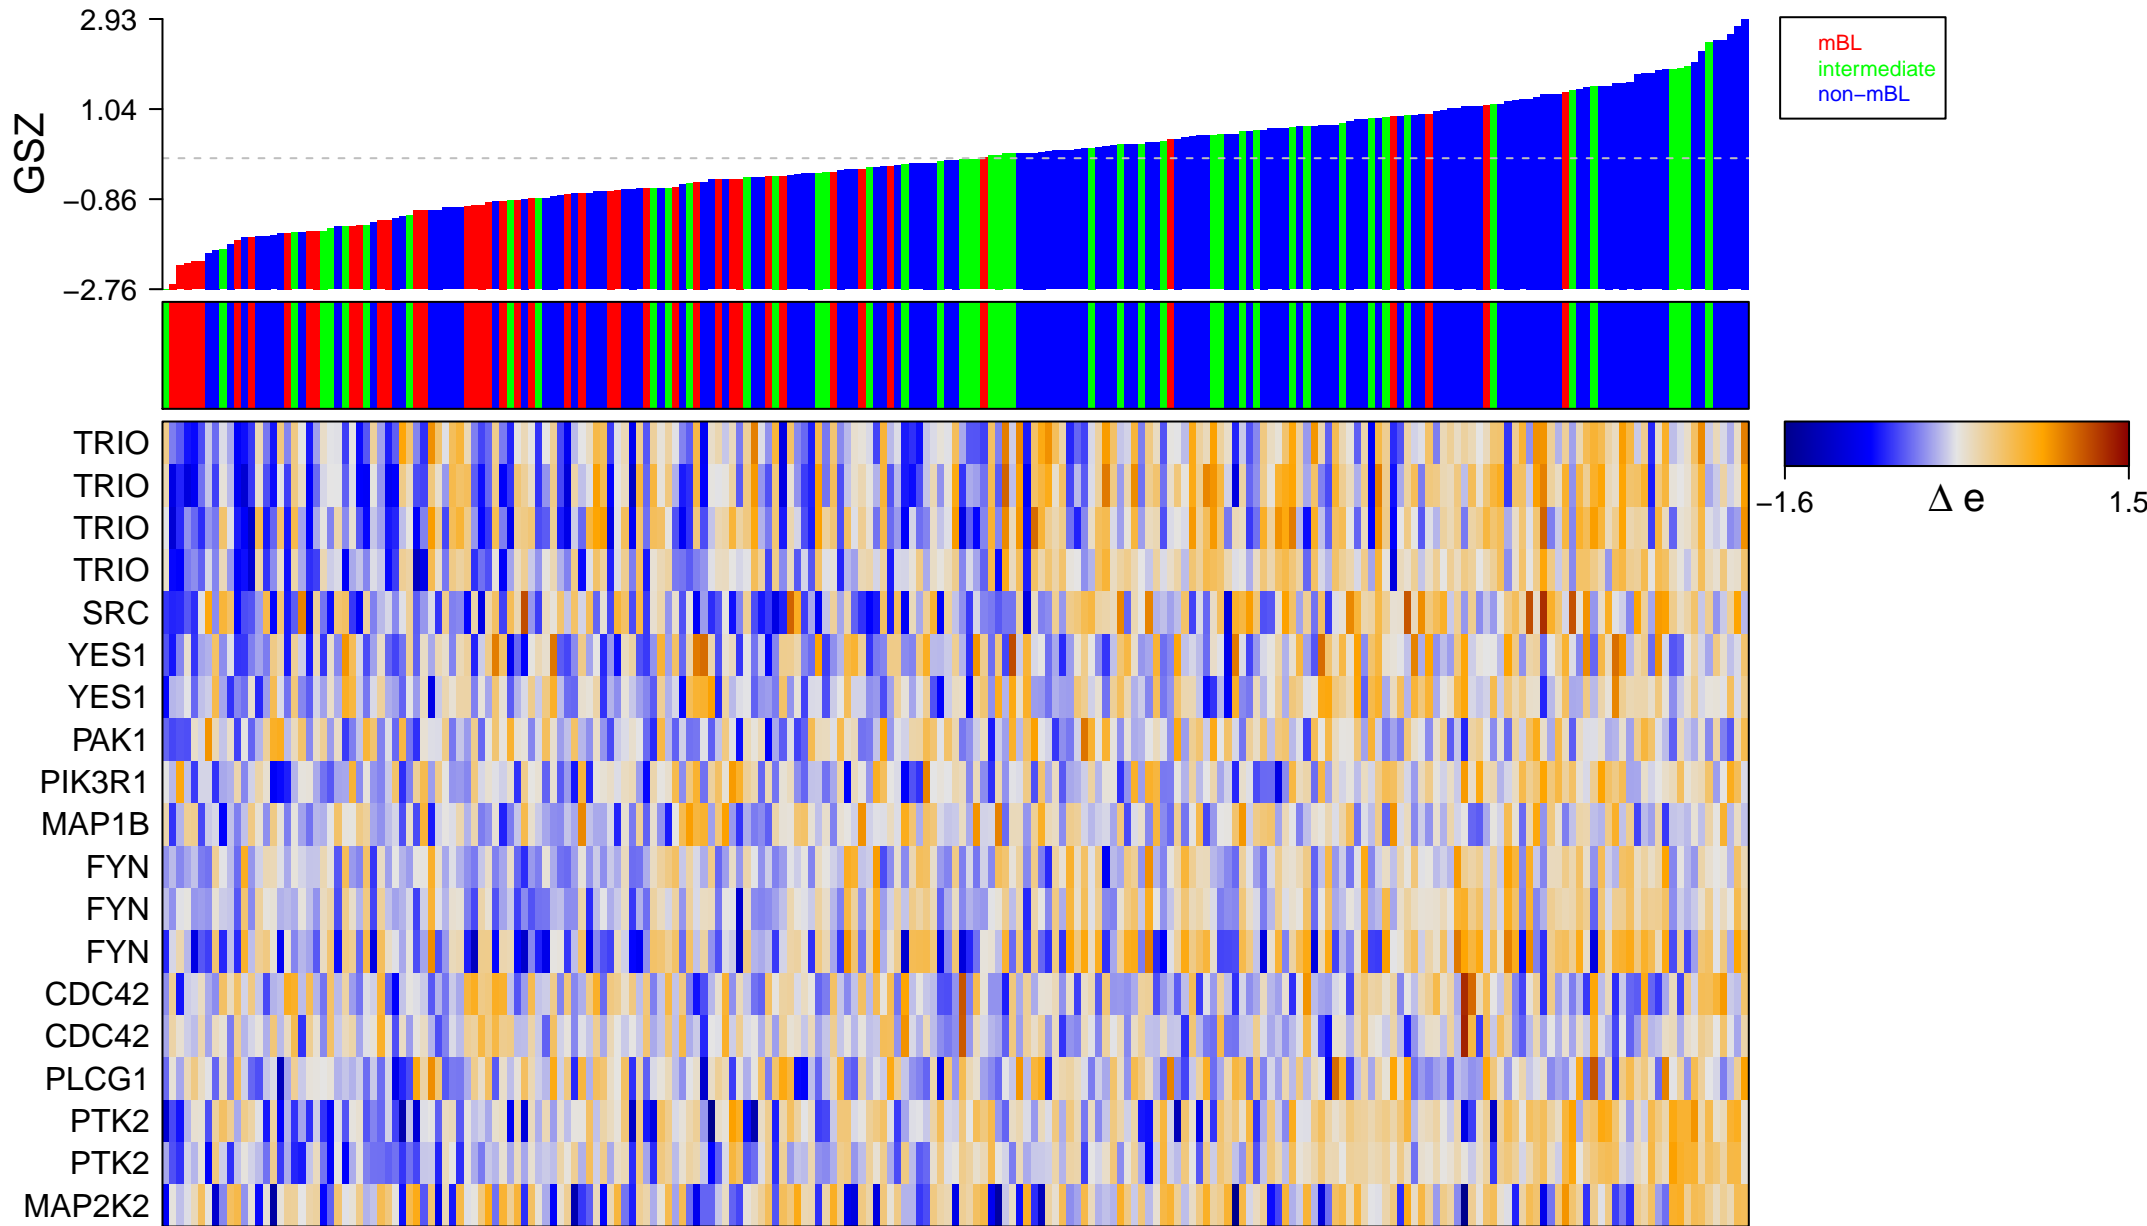 2.93
1.04
−0.86
−2.76
GSZ
mBL
intermediate
non−mBL
TRIO
TRIO
TRIO
TRIO
SRC
YES1
YES1
PAK1
PIK3R1
MAP1B
FYN
FYN
FYN
CDC42
CDC42
PLCG1
PTK2
PTK2
MAP2K2
−1.6
Δ e
1.5